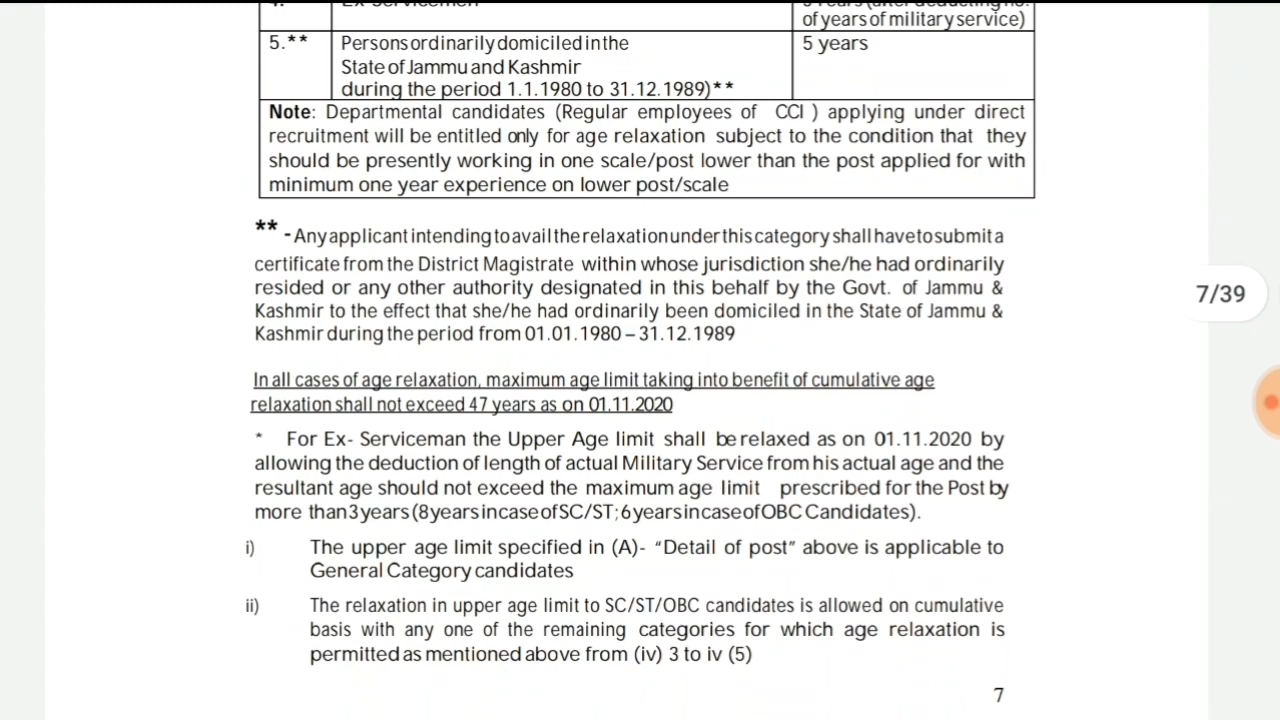 of years of military service)
5.** Persons ordinarily domiciled in the 5 years
State of Jammu and Kashmir
during the period 1.1.1980 to 31.12.1989)**
Note: Departmental candidates (Regular employees of CCI ) applying under direct
recruitment will be entitled only for age relaxation subject to the condition that they
should be presently working in one scale/post lower than the post applied for with
minimum one year experience on lower post/scale
** - Any applicant intending to avail the relaxation under this category shall have to submit a
certificate from the District Magistrate within whose jurisdiction she/he had ordinarily
resided or any other authority designated in this behalf by the Govt. of Jammu &
Kashmir to the effect that she/he had ordinarily been domiciled in the State of Jammu &
Kashmir during the period from 01.01.1980 – 31.12.1989
7/39
In all cases of age relaxation, maximum age limit taking into benefit of cumulative age
relaxation shall not exceed 47 years as on 01.11.2020
* For Ex- Serviceman the Upper Age limit shall be relaxed as on 01.11.2020 by
allowing the deduction of length of actual Military Service from his actual age and the
resultant age should not exceed the maximum age limit prescribed for the Post by
more than 3 years (8 years in case of SC/ST; 6 years in case of OBC Candidates).
i) The upper age limit specified in (A)- “Detail of post” above is applicable to
General Category candidates
ii) The relaxation in upper age limit to SC/ST/OBC candidates is allowed on cumulative
basis with any one of the remaining categories for which age relaxation is
permitted as mentioned above from (iv) 3 to iv (5)
7